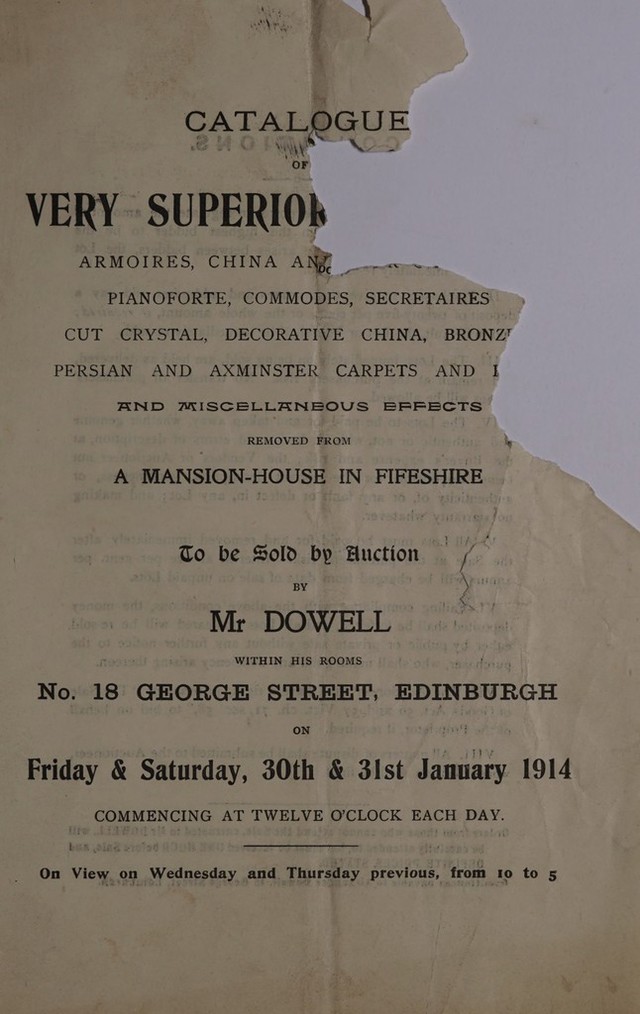 CATALOGUE
OF
VERY SUPERIOR
ARMOIRES, CHINA AND
PIANOFORTE, COMMODES, SECRETAIRES
CUT CRYSTAL, DECORATIVE CHINA,
PERSIAN AND AXMINSTER CARPETS AND
AND MISCELLANEOUS EFFECTS
REMOVED FROM
A MANSION-HOUSE IN FIFESHIRE
To be Sold by Auction
BY
Mr DOWELL
WITHIN HIS ROOMS
No. 18 GEORGE STREET, EDINBURGH
ON
Friday & Saturday, 30th & 31st January 1914
COMMENCING AT TWELVE O'CLOCK EACH DAY.
On View on Wednesday and Thursday previous, from 10 to 5